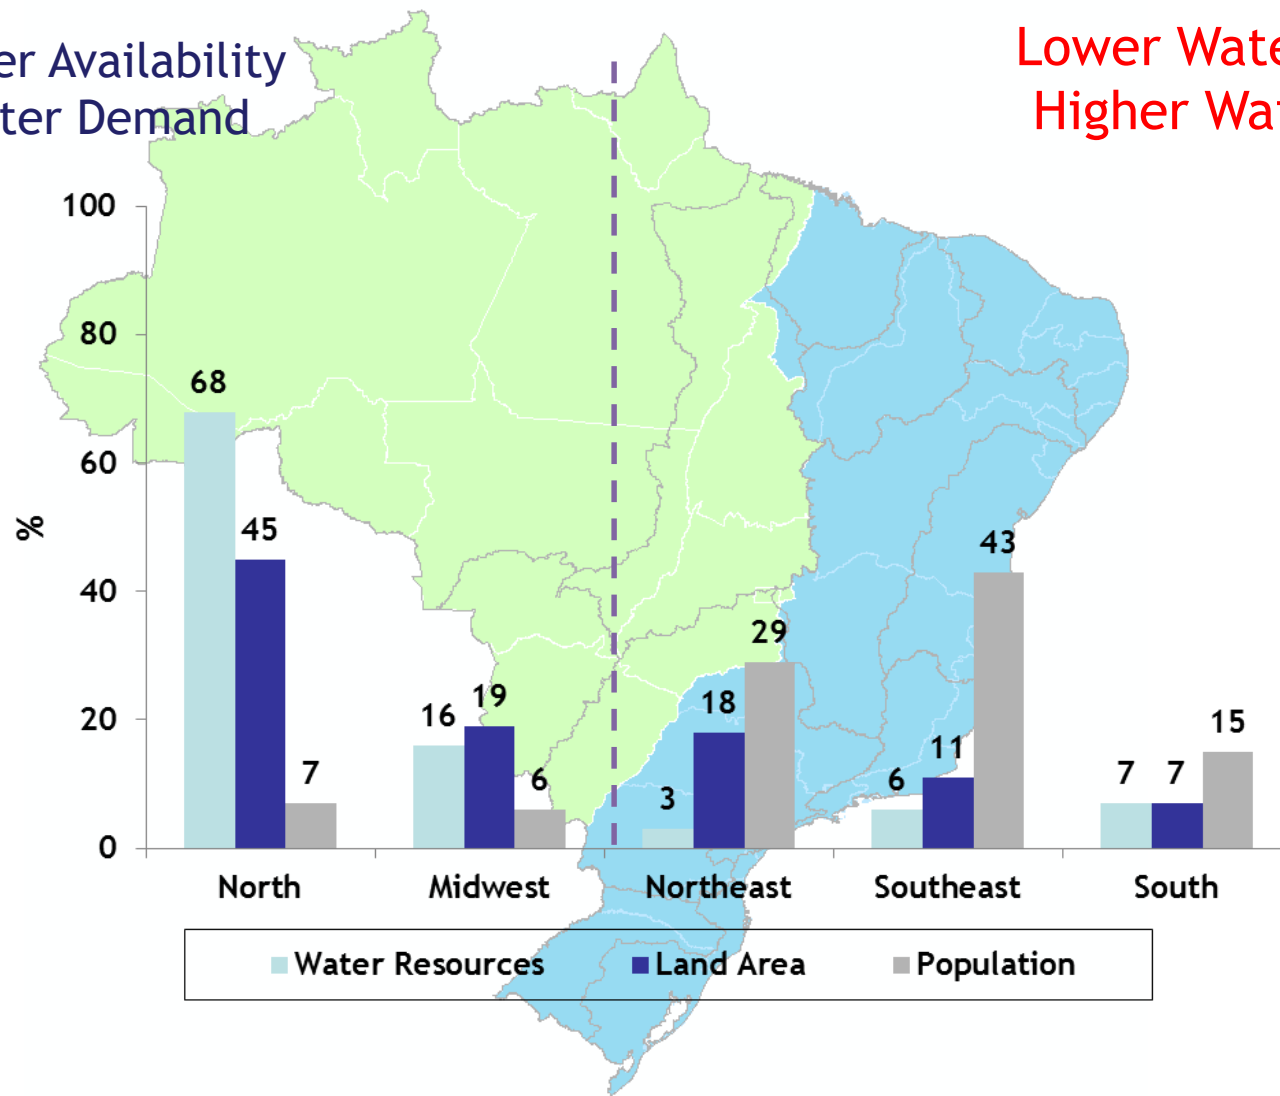 er Availability
ter Demand
Lower Wate
Higher Wat
100
80
60
40
20
0
%
68
45
7
16
19
6
3
18
29
6
11
43
7
7
15
North
Midwest
Northeast
Southeast
South
Water Resources
Land Area
Population